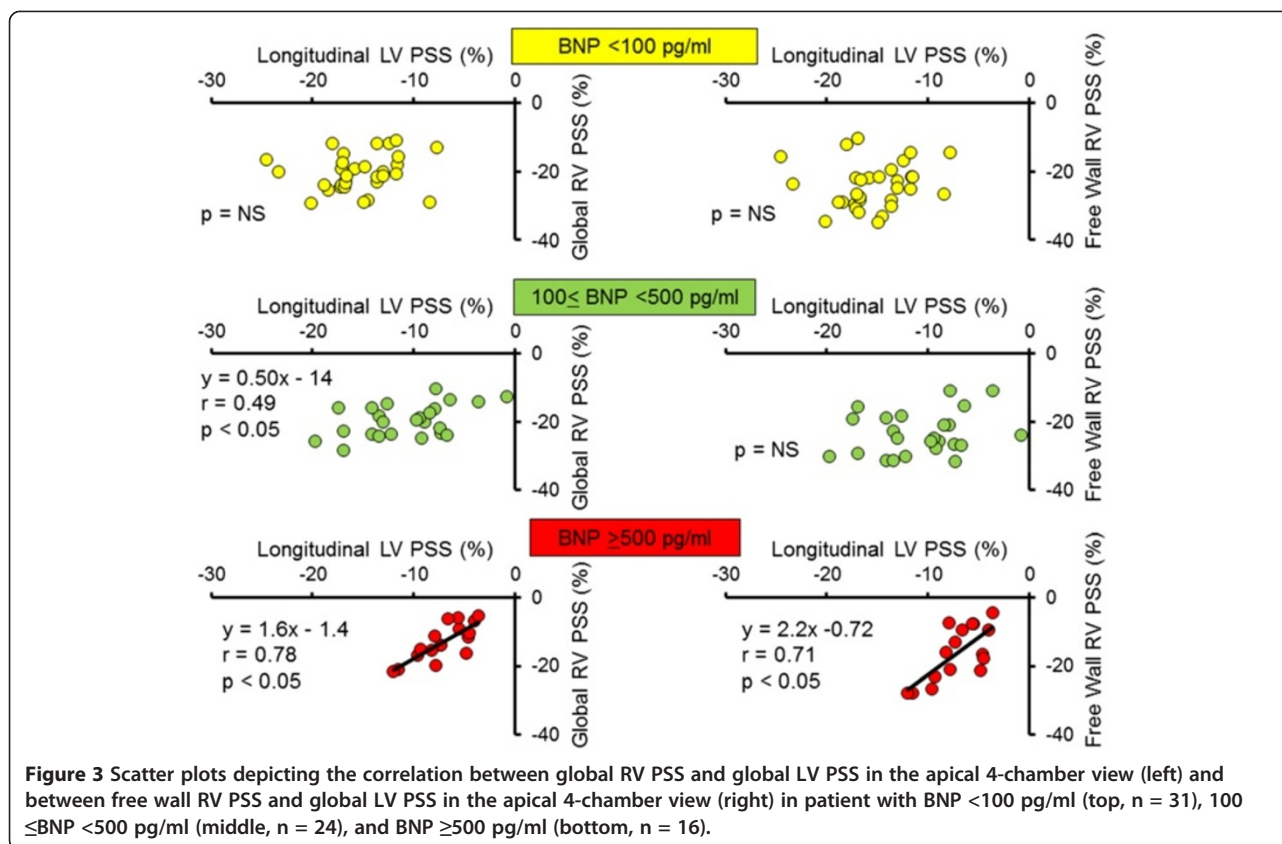 BNP <100 pg/ml
Longitudinal LV PSS (%)
-30 -20 -10 0
0
-20
-40
Global RV PSS (%)
p = NS
Longitudinal LV PSS (%)
-30 -20 -10 0
0
-20
-40
Free Wall RV PSS (%)
p = NS
100≤ BNP <500 pg/ml
Longitudinal LV PSS (%)
-30 -20 -10 0
0
-20
-40
Global RV PSS (%)
y = 0.50x - 14
r = 0.49
p < 0.05
Longitudinal LV PSS (%)
-30 -20 -10 0
0
-20
-40
Free Wall RV PSS (%)
p = NS
BNP ≥500 pg/ml
Longitudinal LV PSS (%)
-30 -20 -10 0
0
-20
-40
Global RV PSS (%)
y = 1.6x - 1.4
r = 0.78
p < 0.05
Longitudinal LV PSS (%)
-30 -20 -10 0
0
-20
-40
Free Wall RV PSS (%)
y = 2.2x -0.72
r = 0.71
p < 0.05
Figure 3 Scatter plots depicting the correlation between global RV PSS and global LV PSS in the apical 4-chamber view (left) and
between free wall RV PSS and global LV PSS in the apical 4-chamber view (right) in patient with BNP <100 pg/ml (top, n = 31), 100
≤BNP <500 pg/ml (middle, n = 24), and BNP ≥500 pg/ml (bottom, n = 16).